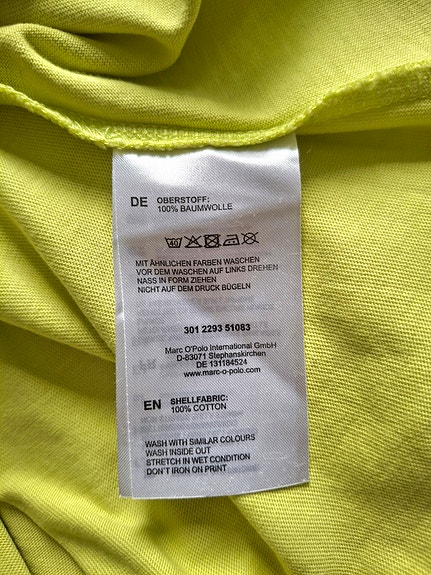 DE OBERSTOFF:
100% BAUMWOLLE
40
MIT ÄHNLICHEN FARBEN WASCHEN
VOR DEM WASCHEN AUF LINKS DREHEN
NASS IN FORM ZIEHEN
NICHT AUF DEM DRUCK BÜGELN
301 2293 51083
Marc O'Polo International GmbH
D-83071 Stephanskirchen
DE 131184524
www.marc-o-polo.com
EN SHELLFABRIC:
100% COTTON
WASH WITH SIMILAR COLOURS
WASH INSIDE OUT
STRETCH IN WET CONDITION
DON'T IRON ON PRINT